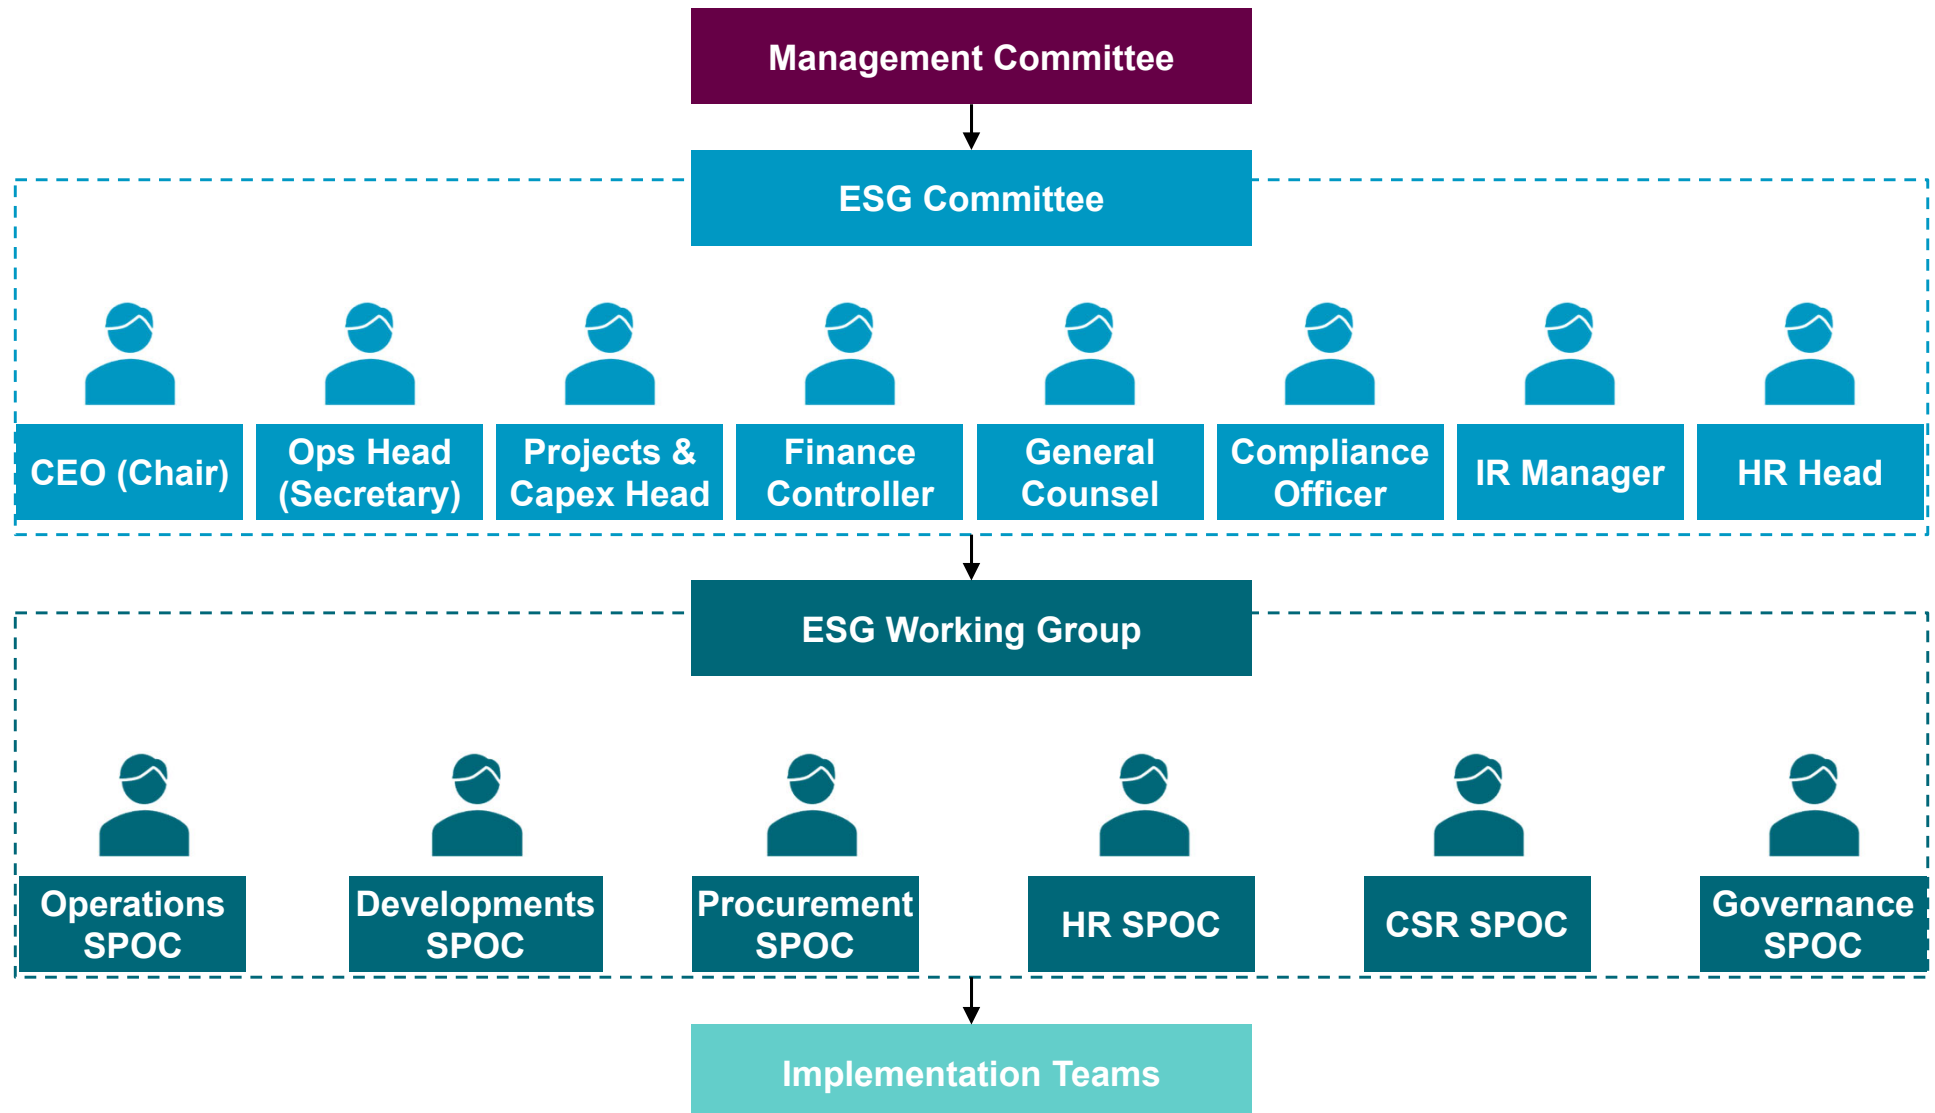 Management Committee
ESG Committee
CEO (Chair)
Ops Head
(Secretary)
Projects &
Capex Head
Finance
Controller
General
Counsel
Compliance
Officer
IR Manager
HR Head
ESG Working Group
Operations
SPOC
Developments
SPOC
Procurement
SPOC
HR SPOC
CSR SPOC
Governance
SPOC
Implementation Teams